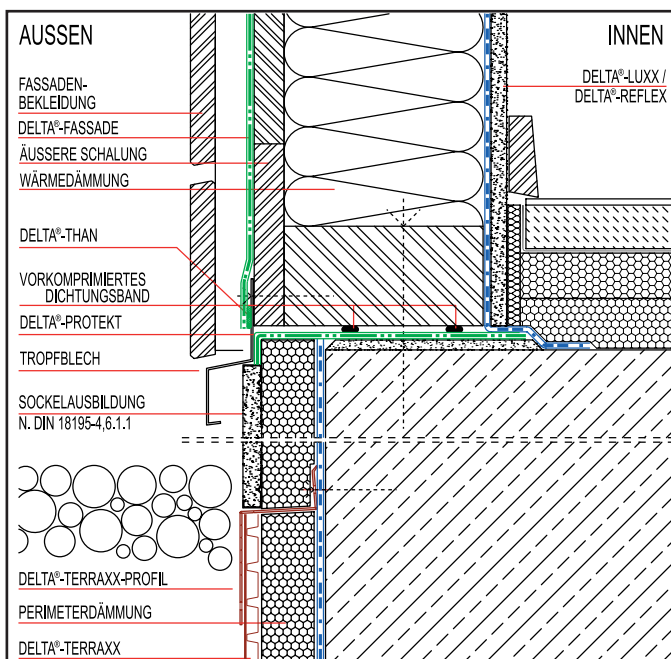 AUSSEN
INNEN
FASSADEN-
BEKLEIDUNG
DELTA®-FASSADE
ÄUSSERE SCHALUNG
WÄRMEDÄMMUNG
DELTA®-LUXX /
DELTA®-REFLEX
DELTA®-THAN
VORKOMPRIMIERTES
DICHTUNGSBAND
DELTA®-PROTEKT
TROPFBLECH
SOCKELAUSBILDUNG
N. DIN 18195-4,6.1.1
DELTA®-TERRAXX-PROFIL
PERIMETERDÄMMUNG
DELTA®-TERRAXX